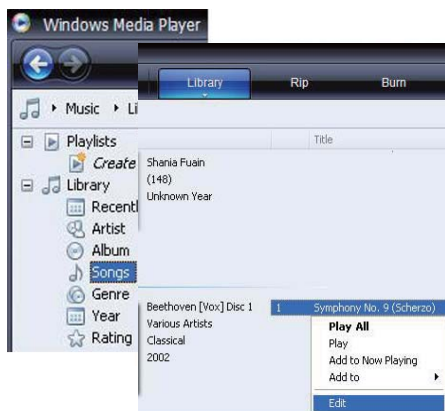 Windows Media Player
Music
Playlists
Create
Library
Artist
Album
Songs
Genre
Year
Rating
Library Rip Burn
Title
Shania Fuain
(148)
Unknown Year
Beethoven [Vox] Disc 1 1 Symphony No. 9 (Scherzo)
Various Artists
Classical
2002
Play All
Play
Add to Now Playing
Add to
Edit